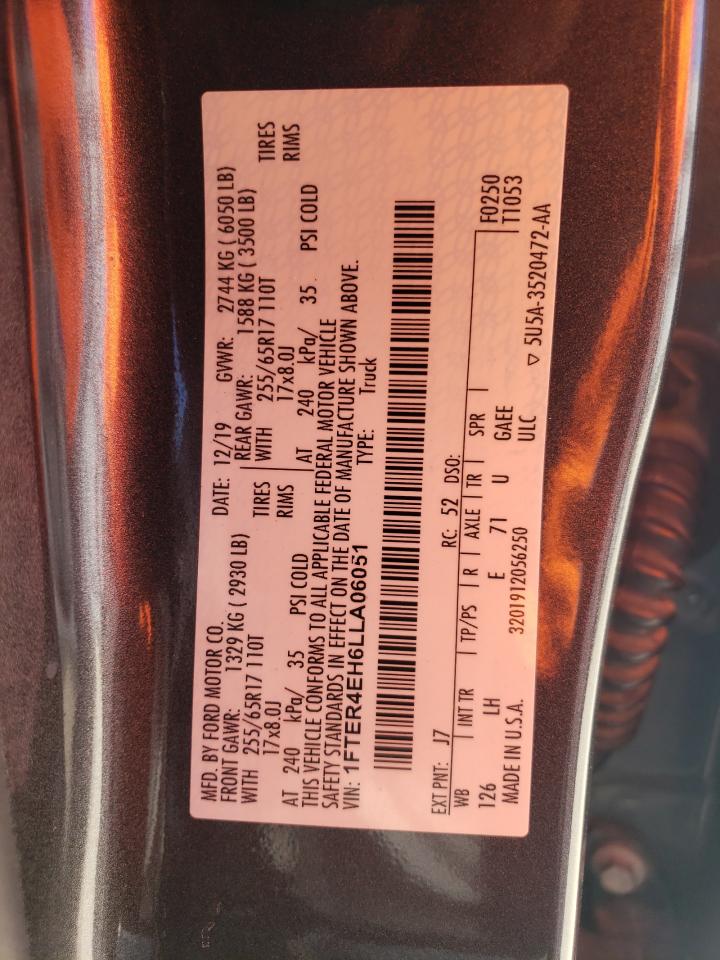 MFD. BY FORD MOTOR CO. DATE: 12/19 GVWR: 2744 KG ( 6050 LB)
FRONT GAWR: 1329 KG ( 2930 LB) REAR GAWR: 1588 KG ( 3500 LB)
WITH 255/65R17 110T TIRES WITH 255/65R17 110T TIRES
17x8.0J RIMS 17x8.0J RIMS
AT 240 kPa/ 35 PSI COLD AT 240 kPa/ 35 PSI COLD
THIS VEHICLE CONFORMS TO ALL APPLICABLE FEDERAL MOTOR VEHICLE
SAFETY STANDARDS IN EFFECT ON THE DATE OF MANUFACTURE SHOWN ABOVE.
VIN: 1FTER4EH6LLA06051 TYPE: Truck
EXT PNT: J7 RC: 52 DSO: F0250
WB INT TR TP/PS R AXLE TR SPR T1053
126 LH E 71 U GAEE
MADE IN U.S.A. 3201912056250 ULC ▽ 5U5A-3520472-AA